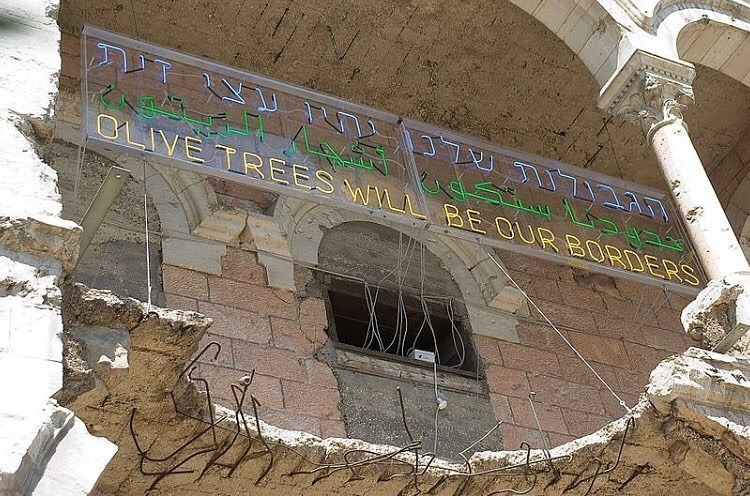 הגבולות שלנו יהיו עצי זית
حدودنا ستكون أشجار الزيتون
OLIVE TREES WILL BE OUR BORDERS